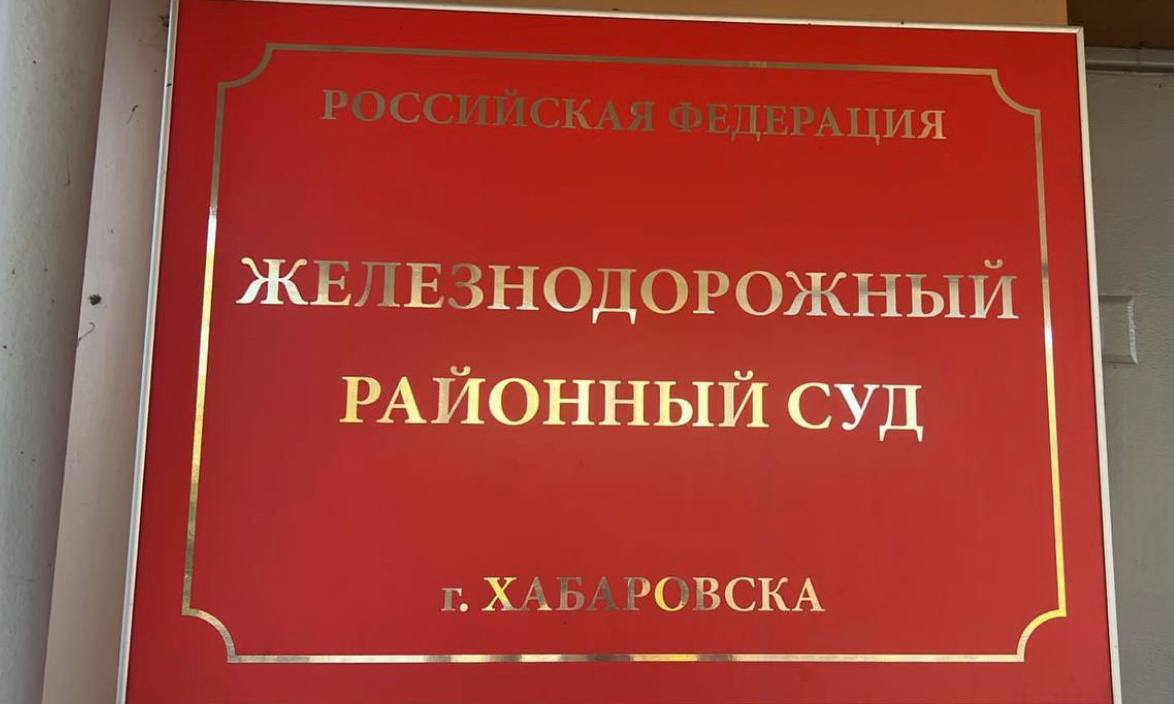 РОССИЙСКАЯ ФЕДЕРАЦИЯ
ЖЕЛЕЗНОДОРОЖНЫЙ
РАЙОННЫЙ СУД
г. ХАБАРОВСКА